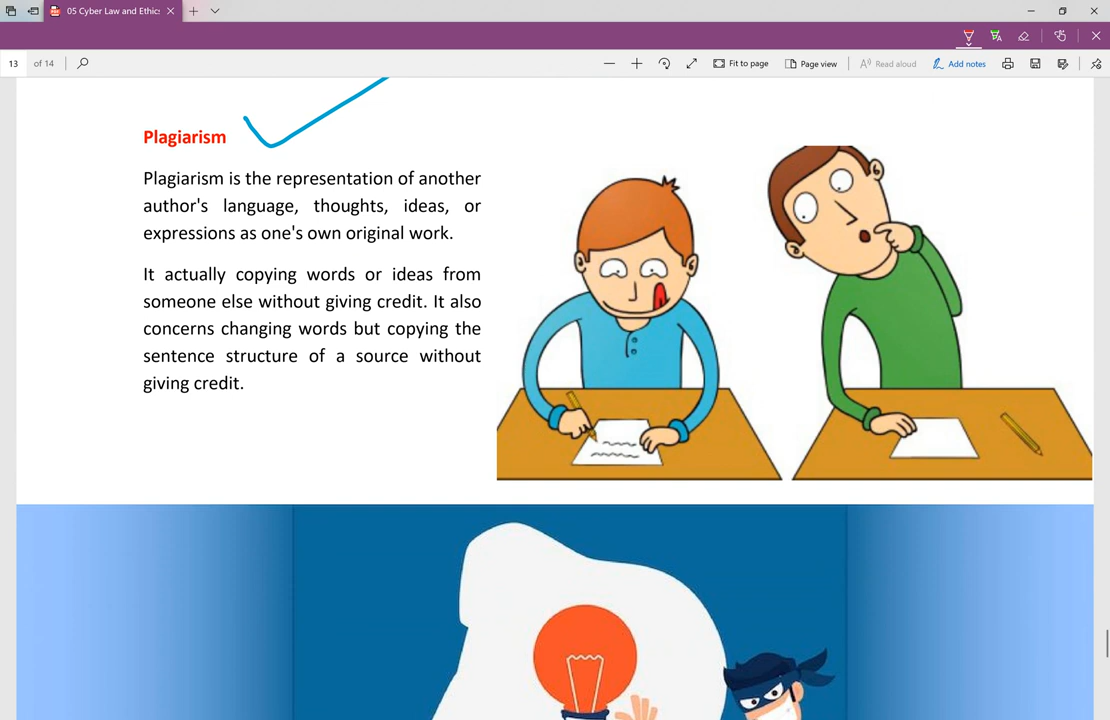 05 Cyber Law and Ethic
13 of 14 Fit to page Page view Read aloud Add notes
Plagiarism
Plagiarism is the representation of another
author's language, thoughts, ideas, or
expressions as one's own original work.
It actually copying words or ideas from
someone else without giving credit. It also
concerns changing words but copying the
sentence structure of a source without
giving credit.